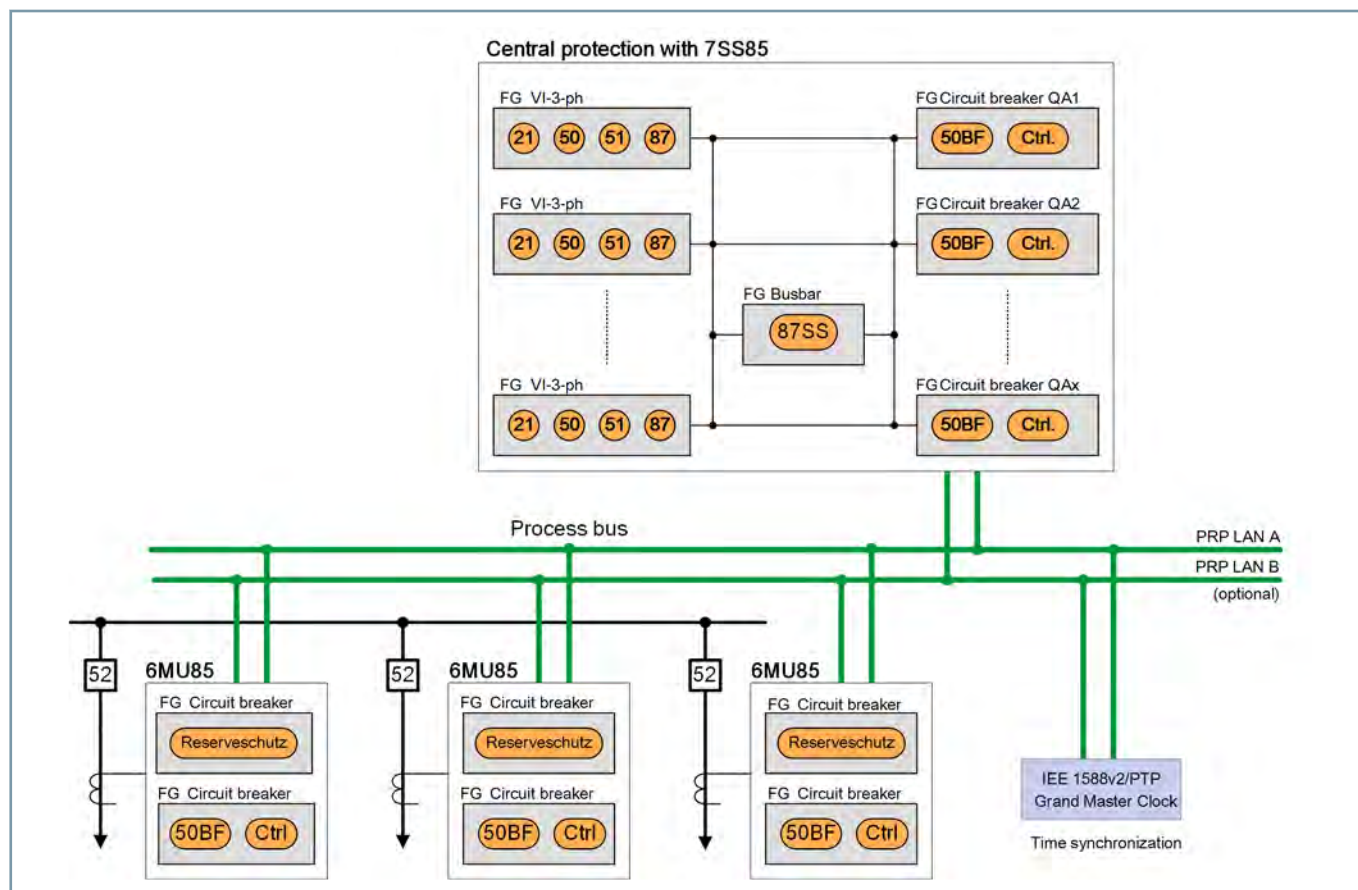 Central protection with 7SS85
FG VI-3-ph
21 50 51 87
FG Circuit breaker QA1
50BF Ctrl.
FG VI-3-ph
21 50 51 87
FG Circuit breaker QA2
50BF Ctrl.
FG Busbar
87SS
FG VI-3-ph
21 50 51 87
FG Circuit breaker QAx
50BF Ctrl.
Process bus
PRP LAN A
PRP LAN B
(optional)
52
6MU85
FG Circuit breaker
Reserveschutz
FG Circuit breaker
50BF Ctrl
52
6MU85
FG Circuit breaker
Reserveschutz
FG Circuit breaker
50BF Ctrl
52
6MU85
FG Circuit breaker
Reserveschutz
FG Circuit breaker
50BF Ctrl
IEE 1588v2/PTP
Grand Master Clock
Time synchronization